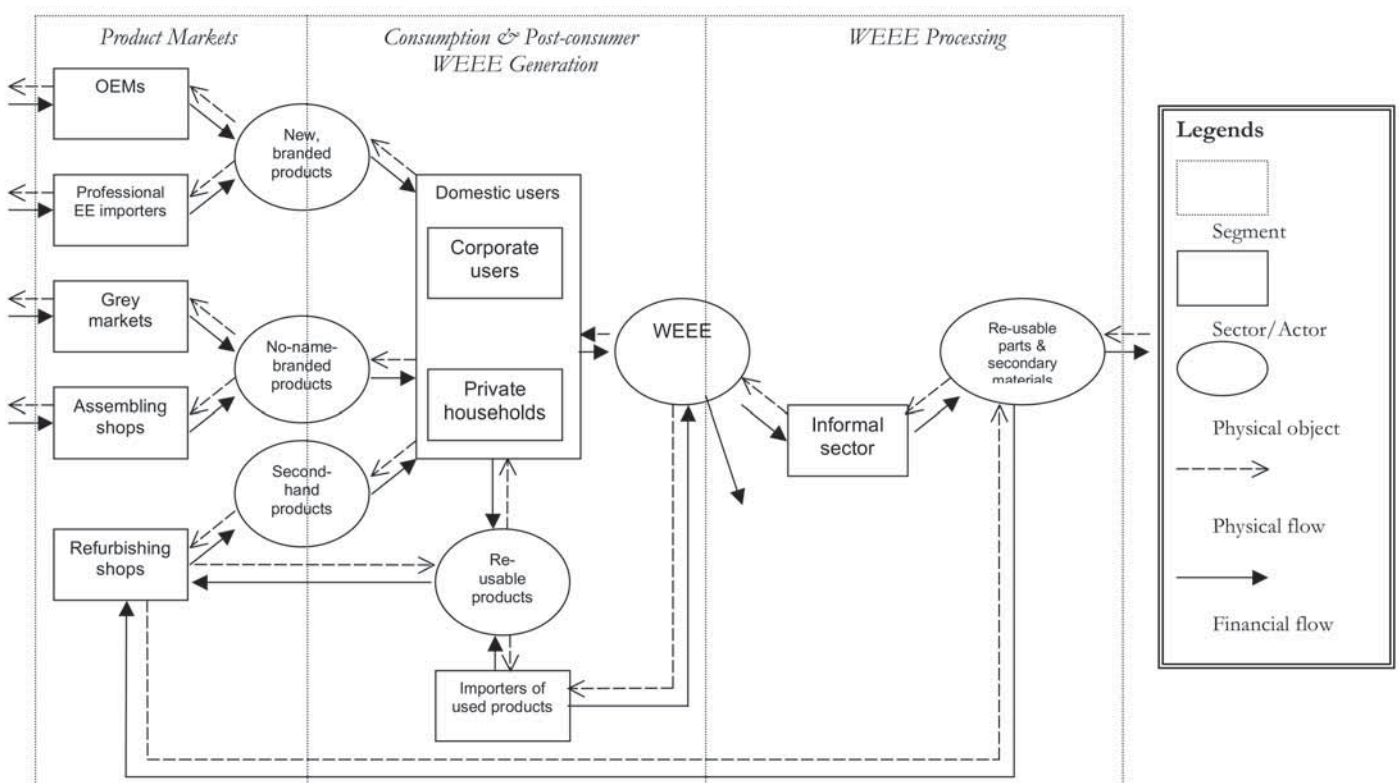 Product Markets
Consumption & Post-consumer
WEEE Generation
WEEE Processing
OEMs
New,
branded
products
Professional
EE importers
Domestic users
Corporate
users
Private
households
Grey
markets
No-name-
branded
products
Assembling
shops
Second-
hand
products
Refurbishing
shops
Re-
usable
products
Importers of
used products
WEEE
Informal
sector
Re-usable
parts &
secondary
materials
Legends
Segment
Sector/Actor
Physical object
Physical flow
Financial flow